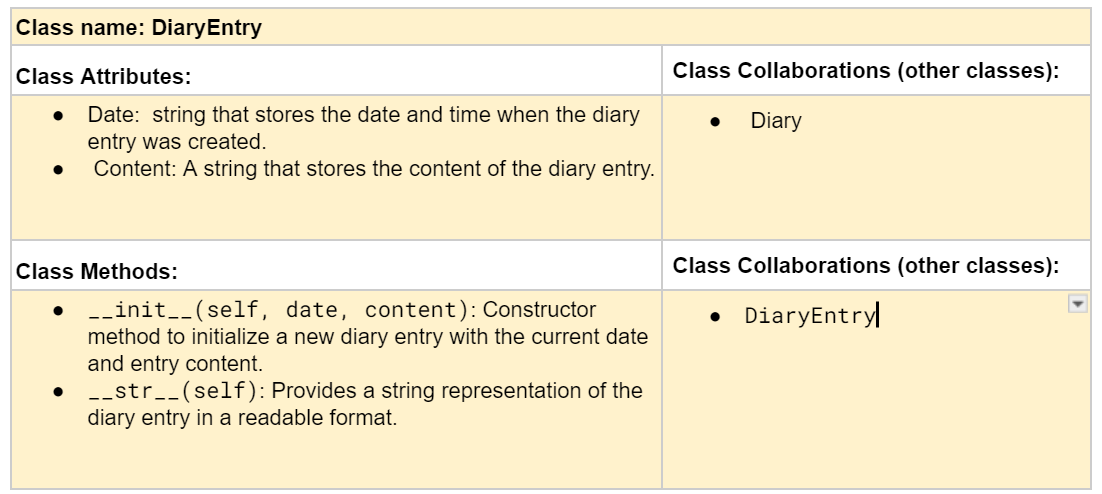 Class name: DiaryEntry
Class Attributes:
Class Collaborations (other classes):
● Date:  string that stores the date and time when the diary
entry was created.
● Content: A string that stores the content of the diary entry.
● Diary
Class Methods:
Class Collaborations (other classes):
● __init__(self, date, content): Constructor
method to initialize a new diary entry with the current date
and entry content.
● __str__(self): Provides a string representation of the
diary entry in a readable format.
● DiaryEntry